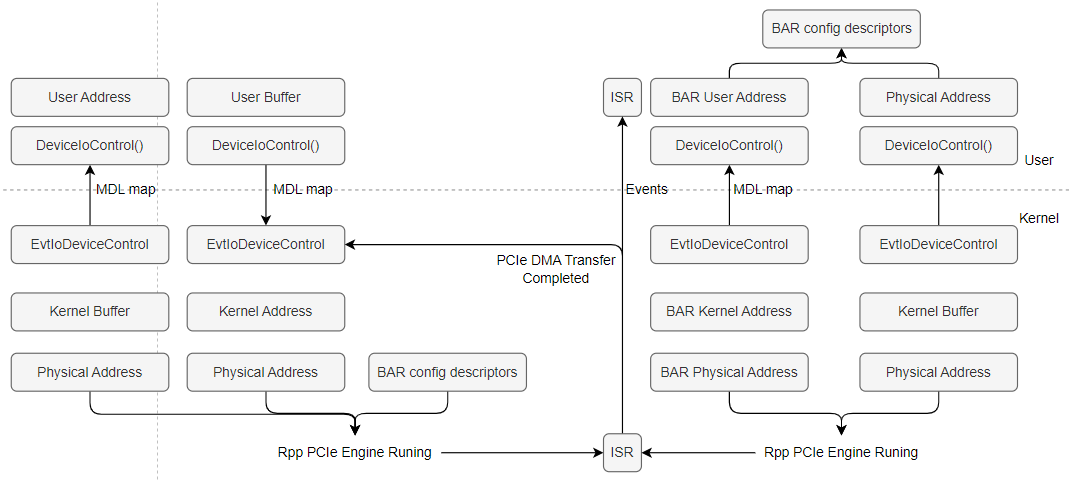 BAR config descriptors
User Address
User Buffer
ISR
BAR User Address
Physical Address
DeviceIoControl()
DeviceIoControl()
DeviceIoControl()
DeviceIoControl()
User
MDL map
MDL map
Events
MDL map
Kernel
EvtIoDeviceControl
EvtIoDeviceControl
EvtIoDeviceControl
EvtIoDeviceControl
PCIe DMA Transfer
Completed
Kernel Buffer
Kernel Address
BAR Kernel Address
Kernel Buffer
Physical Address
Physical Address
BAR config descriptors
BAR Physical Address
Physical Address
Rpp PCIe Engine Runing
ISR
Rpp PCIe Engine Runing